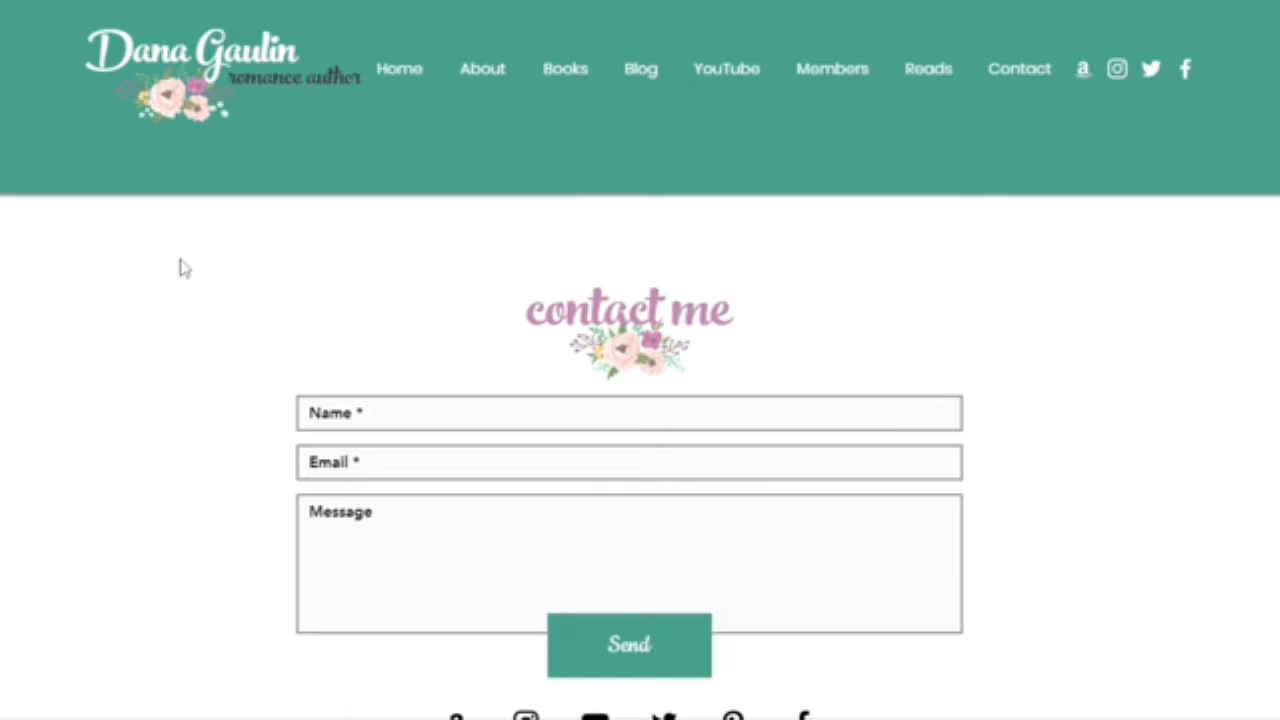 Dana Gaulin
romance author
Home About Books Blog YouTube Members Reads Contact
contact me
Name *
Email *
Message
Send